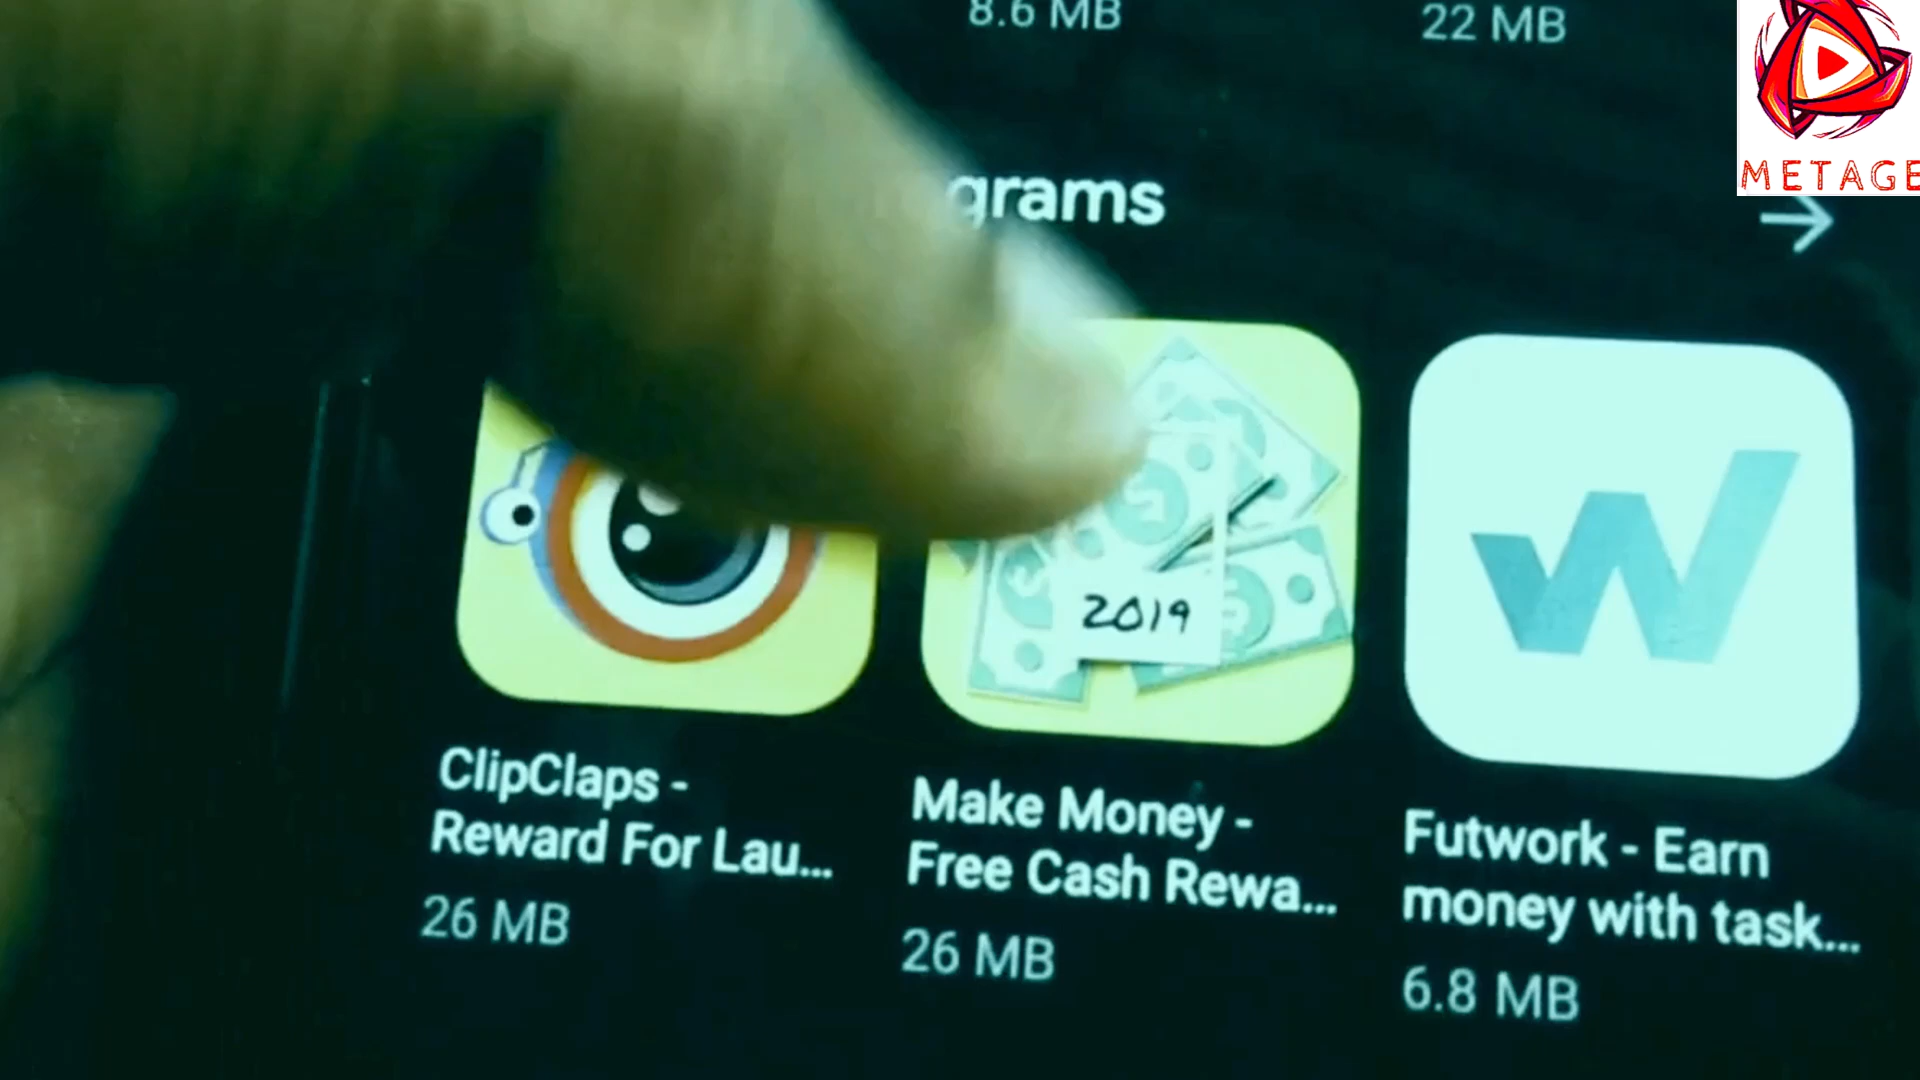 8.6 MB
22 MB
METAGE
grams
2019
ClipClaps -
Reward For Lau...
26 MB
Make Money -
Free Cash Rewa...
26 MB
Futwork - Earn
money with task...
6.8 MB